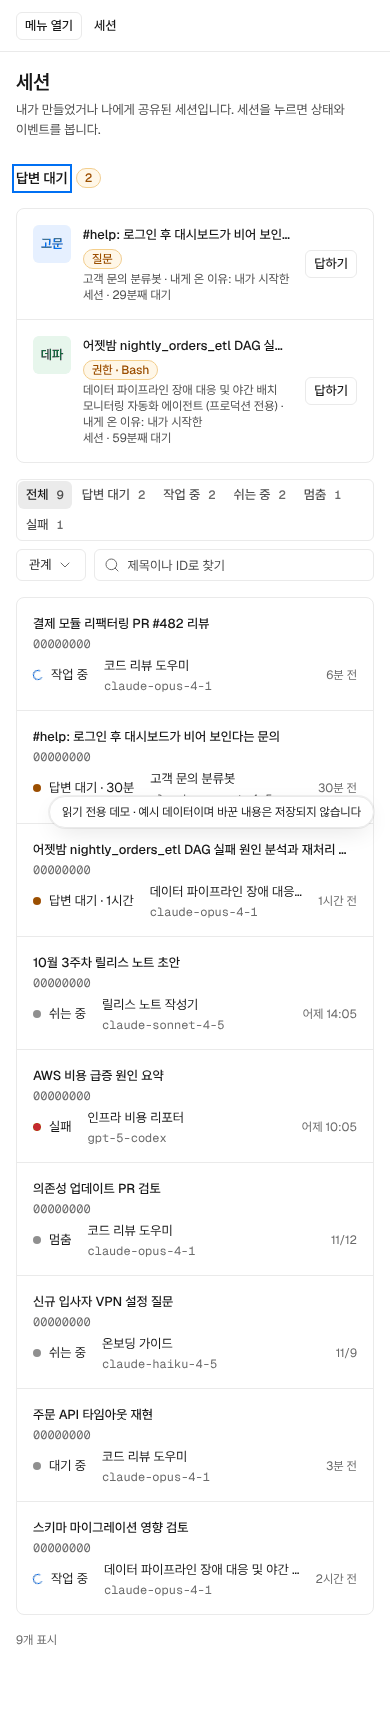 메뉴 열기 세션
세션
내가 만들었거나 나에게 공유된 세션입니다. 세션을 누르면 상태와
이벤트를 봅니다.
답변 대기 2
고문
#help: 로그인 후 대시보드가 비어 보인...
질문
고객 문의 분류봇 · 내게 온 이유: 내가 시작한
세션 · 29분째 대기
답하기
데파
어젯밤 nightly_orders_etl DAG 실...
권한 · Bash
데이터 파이프라인 장애 대응 및 야간 배치
모니터링 자동화 에이전트 (프로덕션 전용) ·
내게 온 이유: 내가 시작한
세션 · 59분째 대기
답하기
전체 9 답변 대기 2 작업 중 2 쉬는 중 2 멈춤 1
실패 1
관계 제목이나 ID로 찾기
결제 모듈 리팩터링 PR #482 리뷰
00000000
작업 중 코드 리뷰 도우미 6분 전
claude-opus-4-1
#help: 로그인 후 대시보드가 비어 보인다는 문의
00000000
답변 대기 · 30분 고객 문의 분류봇 30분 전
읽기 전용 데모 · 예시 데이터이며 바꾼 내용은 저장되지 않습니다
어젯밤 nightly_orders_etl DAG 실패 원인 분석과 재처리 ...
00000000
답변 대기 · 1시간 데이터 파이프라인 장애 대응... 1시간 전
claude-opus-4-1
10월 3주차 릴리스 노트 초안
00000000
쉬는 중 릴리스 노트 작성기 어제 14:05
claude-sonnet-4-5
AWS 비용 급증 원인 요약
00000000
실패 인프라 비용 리포터 어제 10:05
gpt-5-codex
의존성 업데이트 PR 검토
00000000
멈춤 코드 리뷰 도우미 11/12
claude-opus-4-1
신규 입사자 VPN 설정 질문
00000000
쉬는 중 온보딩 가이드 11/9
claude-haiku-4-5
주문 API 타임아웃 재현
00000000
대기 중 코드 리뷰 도우미 3분 전
claude-opus-4-1
스키마 마이그레이션 영향 검토
00000000
작업 중 데이터 파이프라인 장애 대응 및 야간 ... 2시간 전
claude-opus-4-1
9개 표시